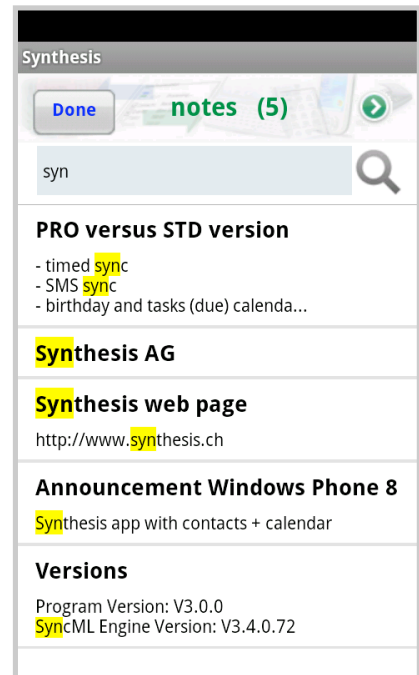 Synthesis
Done
notes (5)
syn
PRO versus STD version
- timed sync
- SMS sync
- birthday and tasks (due) calenda...
Synthesis AG
Synthesis web page
http://www.synthesis.ch
Announcement Windows Phone 8
Synthesis app with contacts + calendar
Versions
Program Version: V3.0.0
SyncML Engine Version: V3.4.0.72